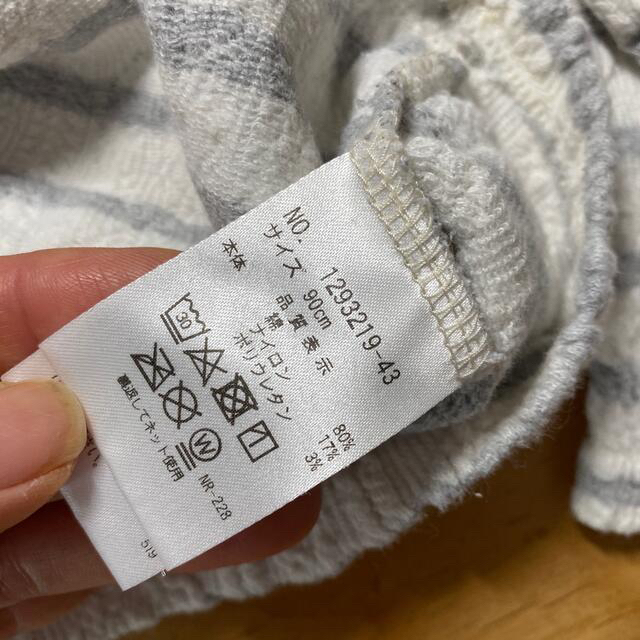 NO. 1293219-43
サイズ 90cm
品質表示
本体 綿 80%
ナイロン 17%
ポリウレタン 3%
30
W
裏返してネット使用
NR-228
い。
519